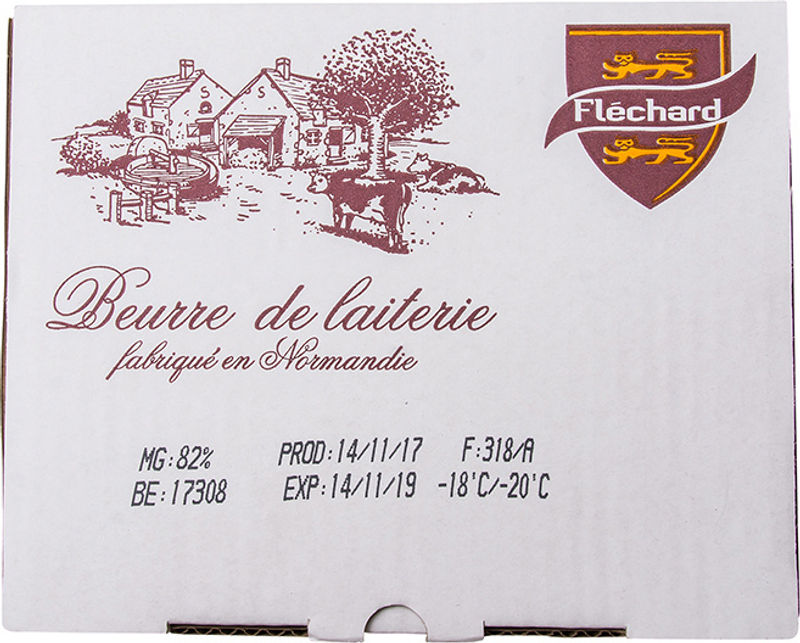 Fléchard
Beurre de laiterie
fabriqué en Normandie
MG:82% PROD:14/11/17 F:318/A
BE:17308 EXP:14/11/19 -18'C/-20'C